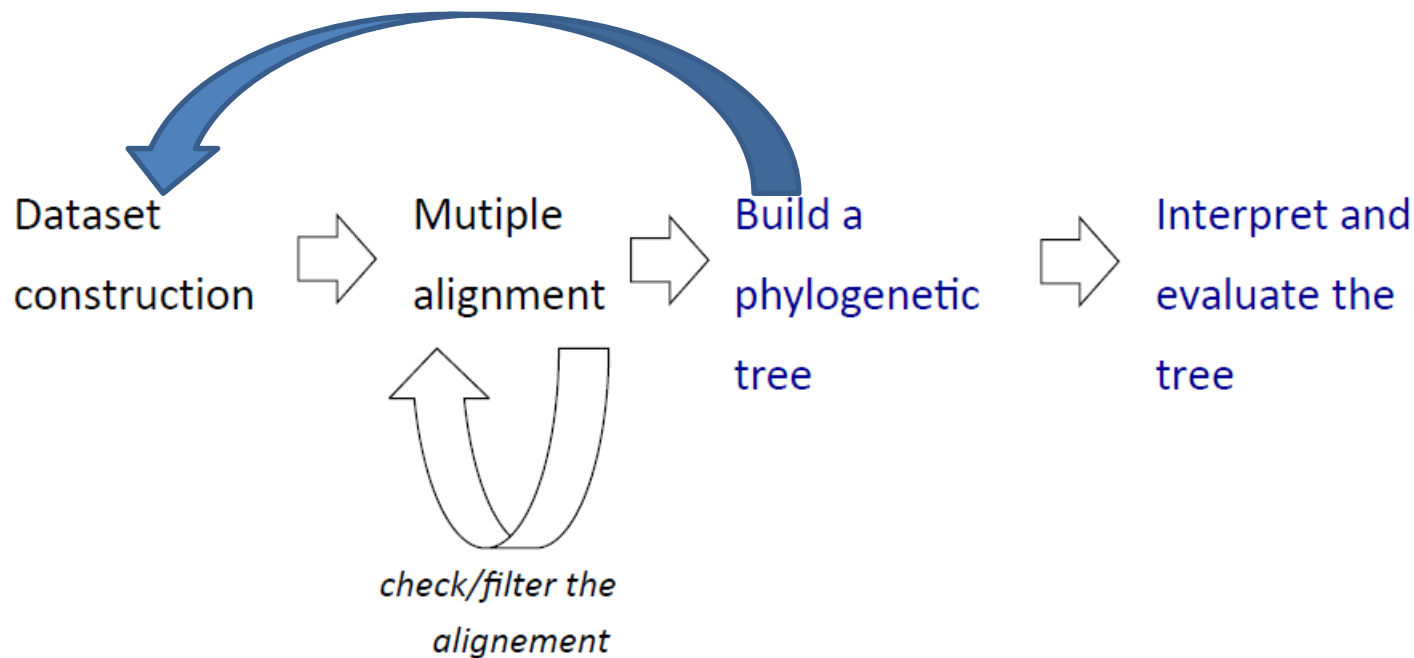 Dataset
construction
Mutiple
alignment
Build a
phylogenetic
tree
Interpret and
evaluate the
tree
check/filter the
alignement